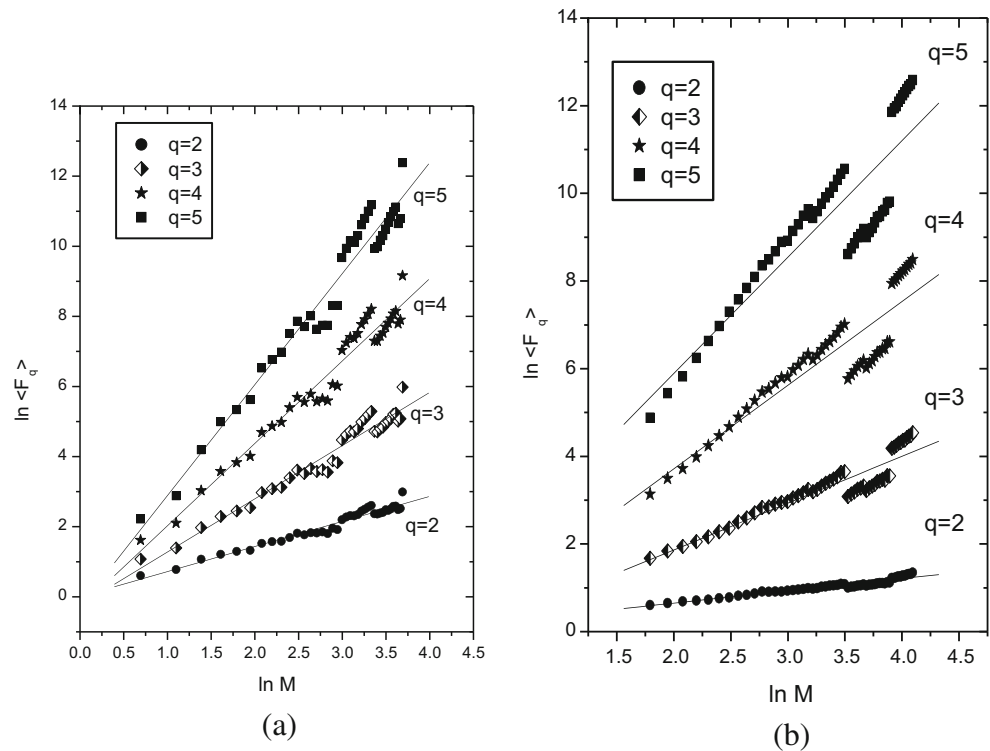 14
12
10
8
6
4
2
0
ln <F_q>
q=2
q=3
q=4
q=5
q=5
q=4
q=3
q=2
0.0 0.5 1.0 1.5 2.0 2.5 3.0 3.5 4.0 4.5
ln M
(a)
14
12
10
8
6
4
2
0
ln <F_q>
q=2
q=3
q=4
q=5
q=5
q=4
q=3
q=2
1.5 2.0 2.5 3.0 3.5 4.0 4.5
ln M
(b)